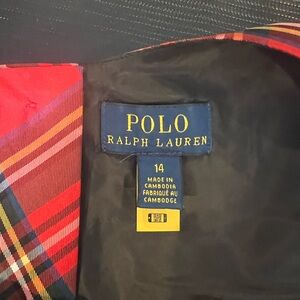 POLO
RALPH LAUREN
14
MADE IN
CAMBODIA
FABRIQUÉ AU
CAMBODGE